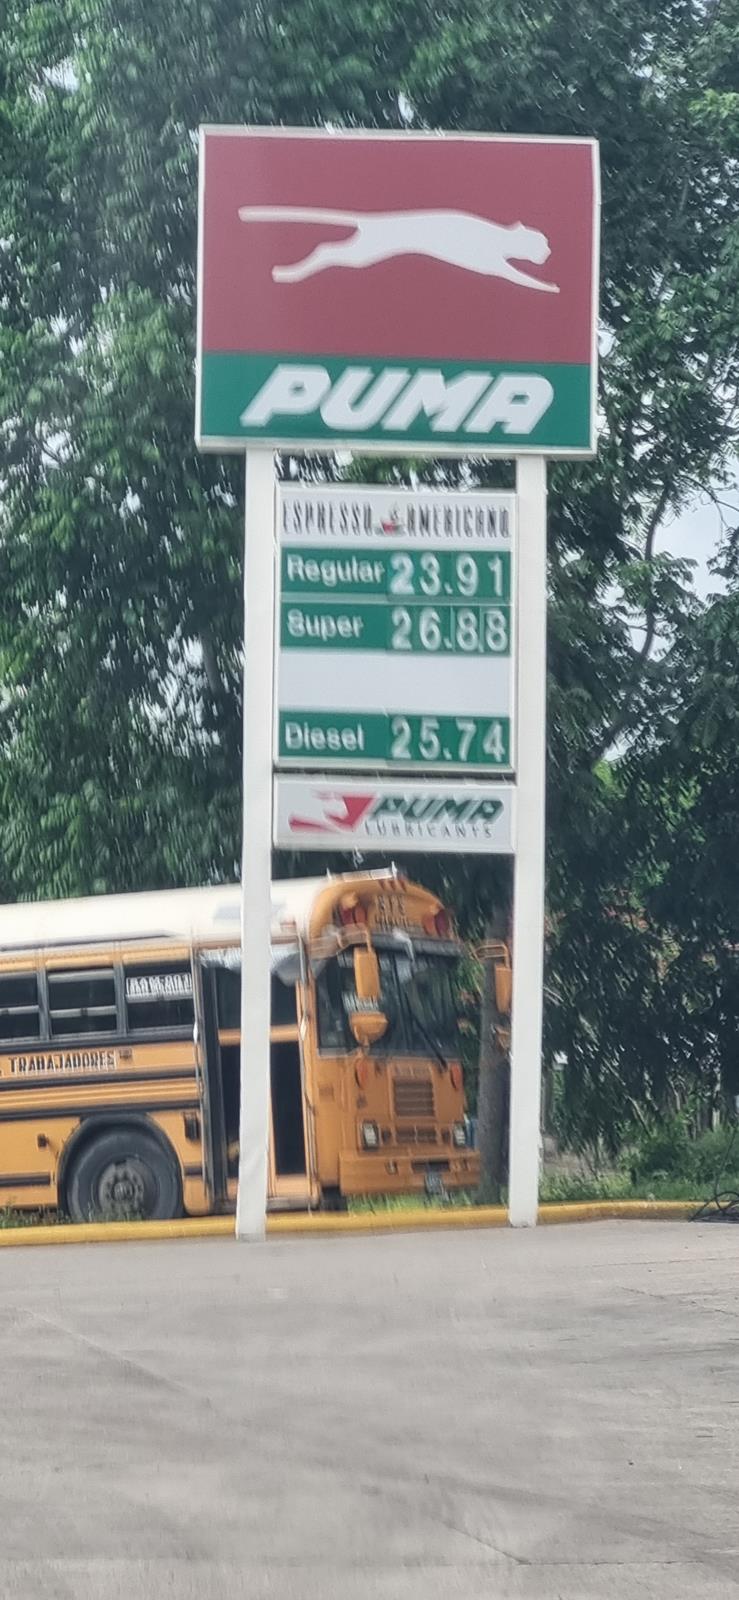 PUMA
ESPRESSO AMERICANO
Regular 23.91
Super 26.88
Diesel 25.74
PUMA
LUBRICANTS
TRABAJADORES